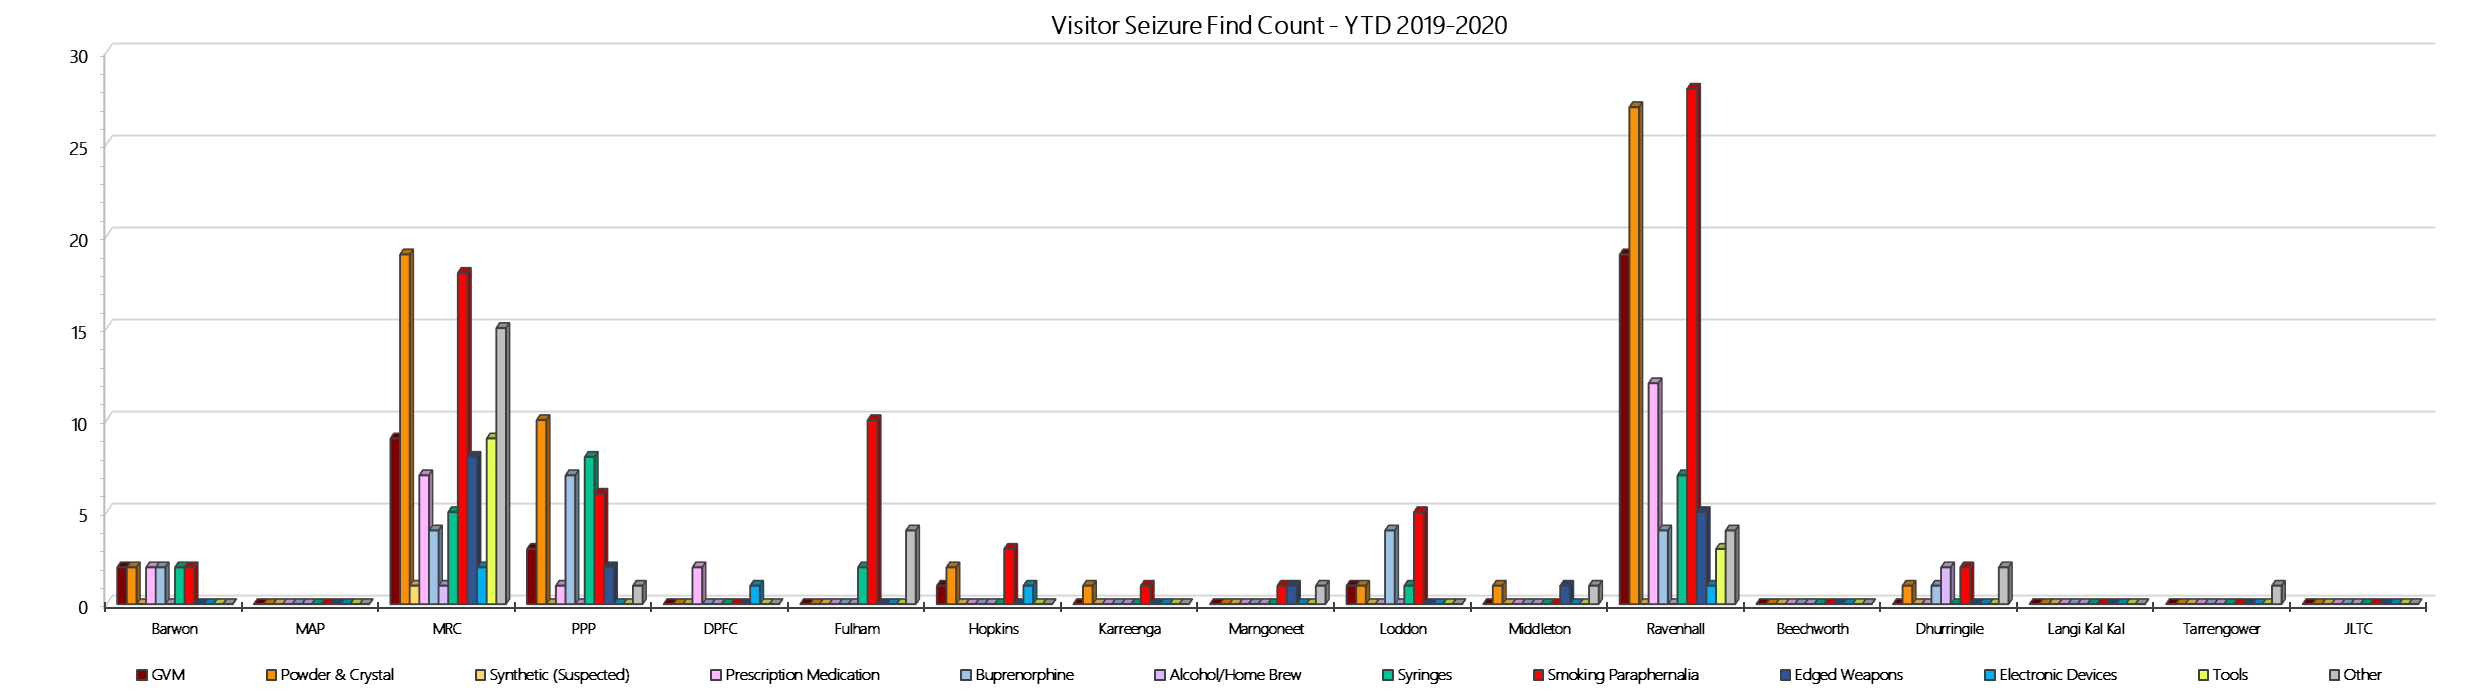 Visitor Seizure Find Count - YTD 2019-2020
30
25
20
15
10
5
0
Barwon MAP MRC PPP DPFC Fulham Hopkins Karreenga Marngoneet Loddon Middleton Ravenhall Beechworth Dhurringile Langi Kal Kal Tarrengower JLTC
GVM Powder & Crystal Synthetic (Suspected) Prescription Medication Buprenorphine Alcohol/Home Brew Syringes Smoking Paraphernalia Edged Weapons Electronic Devices Tools Other